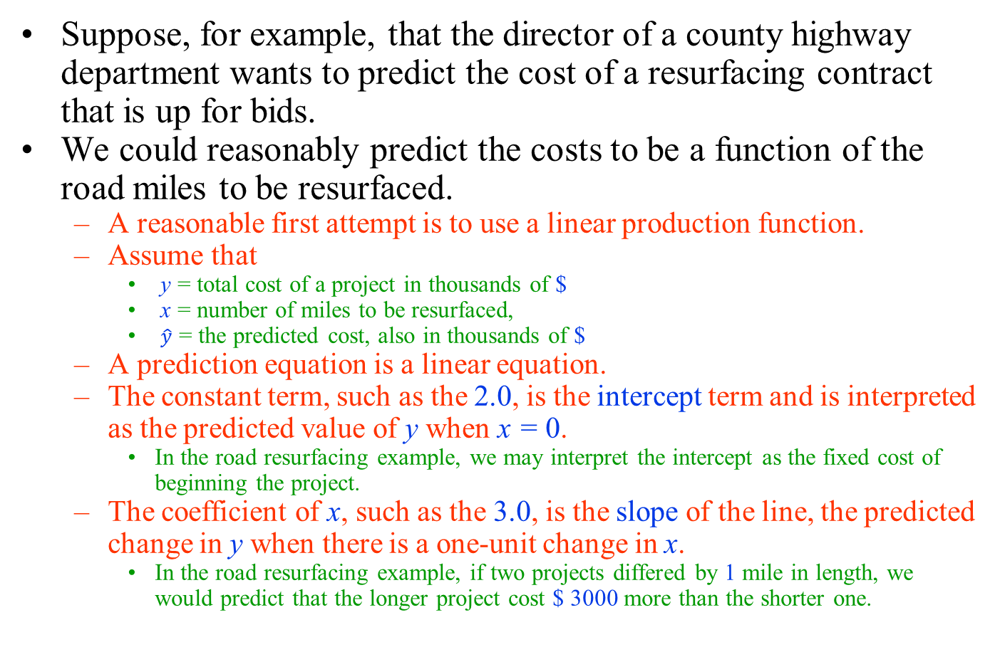 • Suppose, for example, that the director of a county highway
department wants to predict the cost of a resurfacing contract
that is up for bids.
• We could reasonably predict the costs to be a function of the
road miles to be resurfaced.
– A reasonable first attempt is to use a linear production function.
– Assume that
• y = total cost of a project in thousands of $
• x = number of miles to be resurfaced,
• ŷ = the predicted cost, also in thousands of $
– A prediction equation is a linear equation.
– The constant term, such as the 2.0, is the intercept term and is interpreted
as the predicted value of y when x = 0.
• In the road resurfacing example, we may interpret the intercept as the fixed cost of
beginning the project.
– The coefficient of x, such as the 3.0, is the slope of the line, the predicted
change in y when there is a one-unit change in x.
• In the road resurfacing example, if two projects differed by 1 mile in length, we
would predict that the longer project cost $ 3000 more than the shorter one.